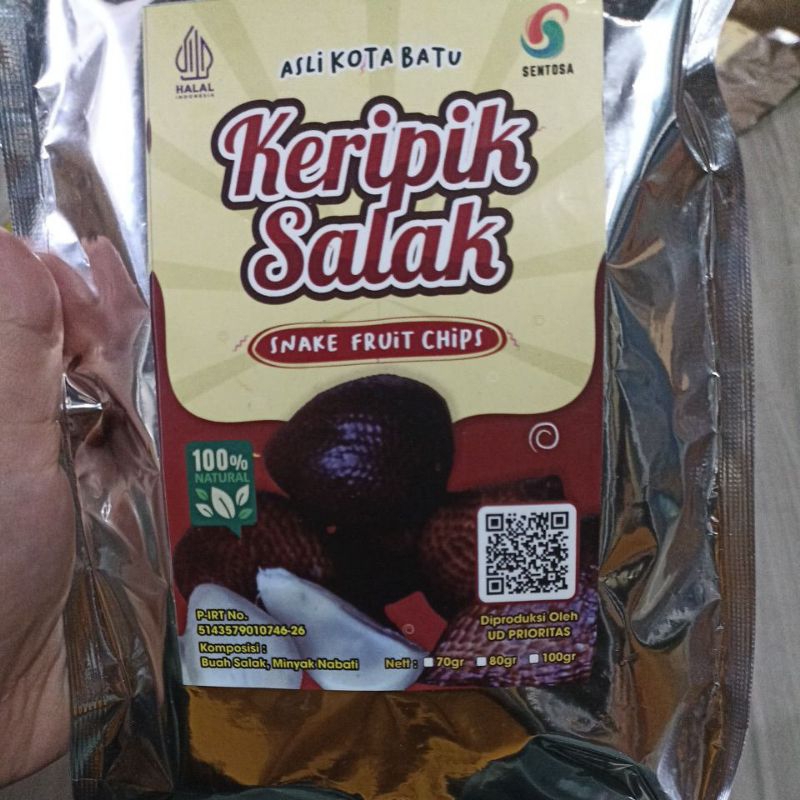 HALAL
INDONESIA
ASLI KOTA BATU
SENTOSA
Keripik
Salak
SNAKE FRUIT CHIPS
100%
NATURAL
P-IRT No.
5143579010746-26
Komposisi :
Buah Salak, Minyak Nabati
Nett : 70gr 80gr 100gr
Diproduksi Oleh
UD PRIORITAS